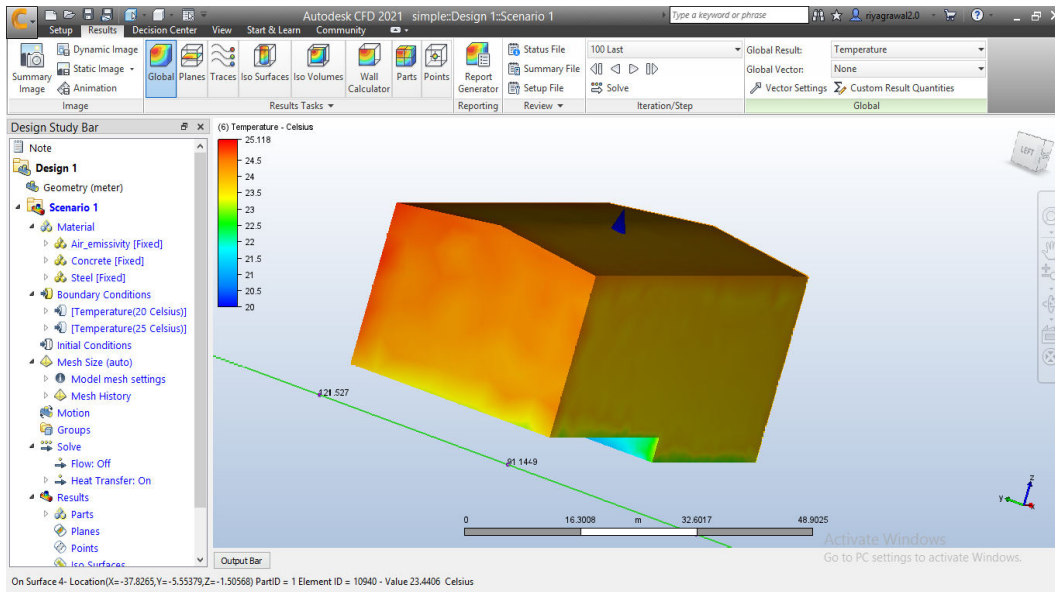 Autodesk CFD 2021 simple::Design 1::Scenario 1
Type a keyword or phrase
riyagrawal2.0
Setup Results Decision Center View Start & Learn Community
Summary Image
Dynamic Image
Static Image
Animation
Image
Global
Planes
Traces
Iso Surfaces
Iso Volumes
Wall Calculator
Parts
Points
Results Tasks
Report Generator
Reporting
Status File
Summary File
Setup File
Review
100 Last
Solve
Iteration/Step
Global Result: Temperature
Global Vector: None
Vector Settings Custom Result Quantities
Global
Design Study Bar
Note
Design 1
Geometry (meter)
Scenario 1
Material
Air_emissivity [Fixed]
Concrete [Fixed]
Steel [Fixed]
Boundary Conditions
[Temperature(20 Celsius)]
[Temperature(25 Celsius)]
Initial Conditions
Mesh Size (auto)
Model mesh settings
Mesh History
Motion
Groups
Solve
Flow: Off
Heat Transfer: On
Results
Parts
Planes
Points
Iso Surfaces
(6) Temperature - Celsius
25.118
24.5
24
23.5
23
22.5
22
21.5
21
20.5
20
LEFT
121.527
91.1449
0 16.3008 m 32.6017 48.9025
z
y
Activate Windows
Go to PC settings to activate Windows.
Output Bar
On Surface 4- Location(X=-37.8265,Y=-5.55379,Z=-1.50568) PartID = 1 Element ID = 10940 - Value 23.4406 Celsius